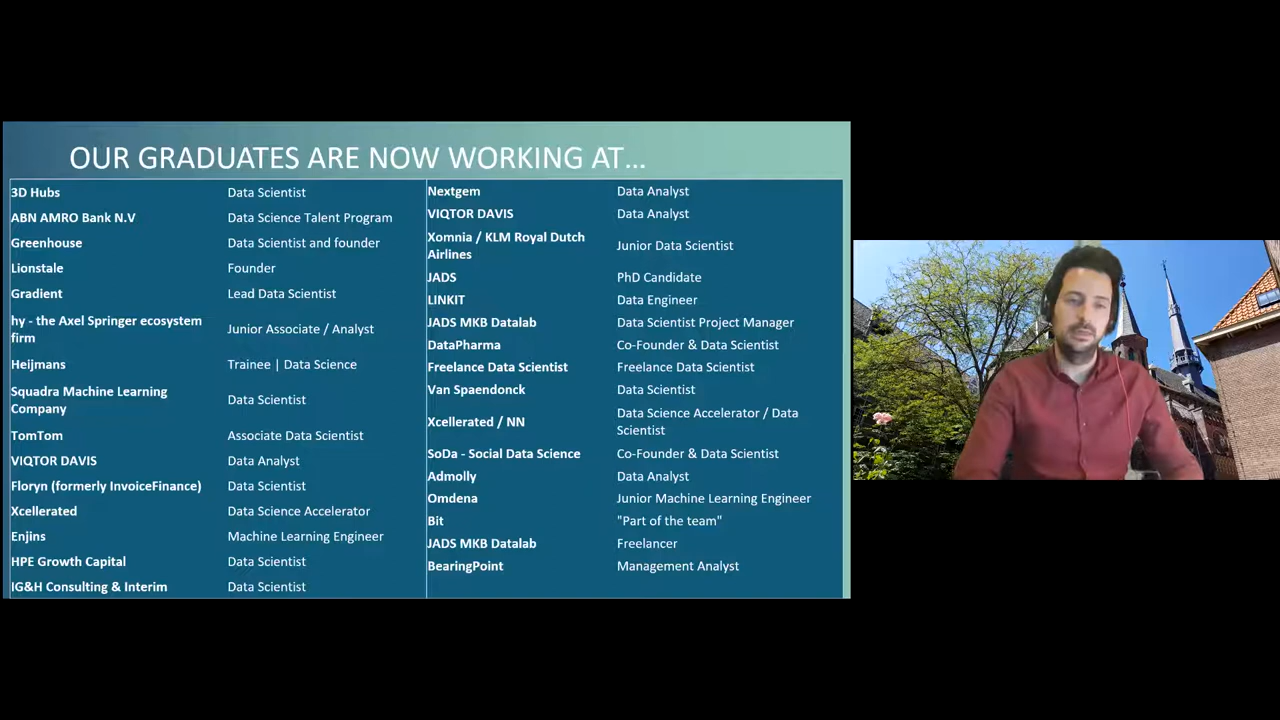 OUR GRADUATES ARE NOW WORKING AT…
3D Hubs Data Scientist
ABN AMRO Bank N.V Data Science Talent Program
Greenhouse Data Scientist and founder
Lionstale Founder
Gradient Lead Data Scientist
hy - the Axel Springer ecosystem
firm
Junior Associate / Analyst
Heijmans Trainee | Data Science
Squadra Machine Learning
Company
Data Scientist
TomTom Associate Data Scientist
VIQTOR DAVIS Data Analyst
Floryn (formerly InvoiceFinance) Data Scientist
Xcellerated Data Science Accelerator
Enjins Machine Learning Engineer
HPE Growth Capital Data Scientist
IG&H Consulting & Interim Data Scientist
Nextgem Data Analyst
VIQTOR DAVIS Data Analyst
Xomnia / KLM Royal Dutch
Airlines
Junior Data Scientist
JADS PhD Candidate
LINKIT Data Engineer
JADS MKB Datalab Data Scientist Project Manager
DataPharma Co-Founder & Data Scientist
Freelance Data Scientist Freelance Data Scientist
Van Spaendonck Data Scientist
Xcellerated / NN
Data Science Accelerator / Data
Scientist
SoDa - Social Data Science Co-Founder & Data Scientist
Admolly Data Analyst
Omdena Junior Machine Learning Engineer
Bit "Part of the team"
JADS MKB Datalab Freelancer
BearingPoint Management Analyst